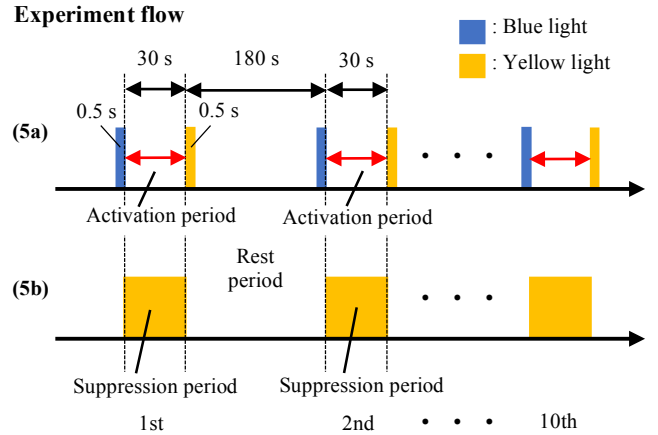 Experiment flow
: Blue light
: Yellow light
30 s
180 s
30 s
0.5 s
0.5 s
(5a)
Activation period
Activation period
Rest
period
(5b)
Suppression period
Suppression period
1st
2nd
10th